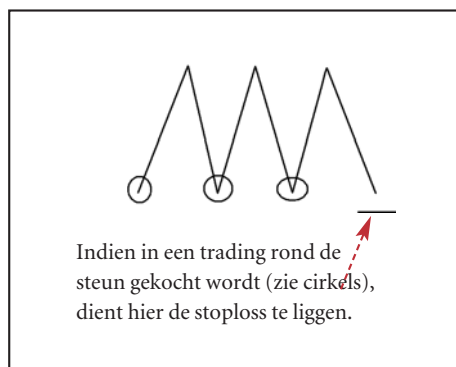 Indien in een trading rond de
steun gekocht wordt (zie cirkels),
dient hier de stoploss te liggen.